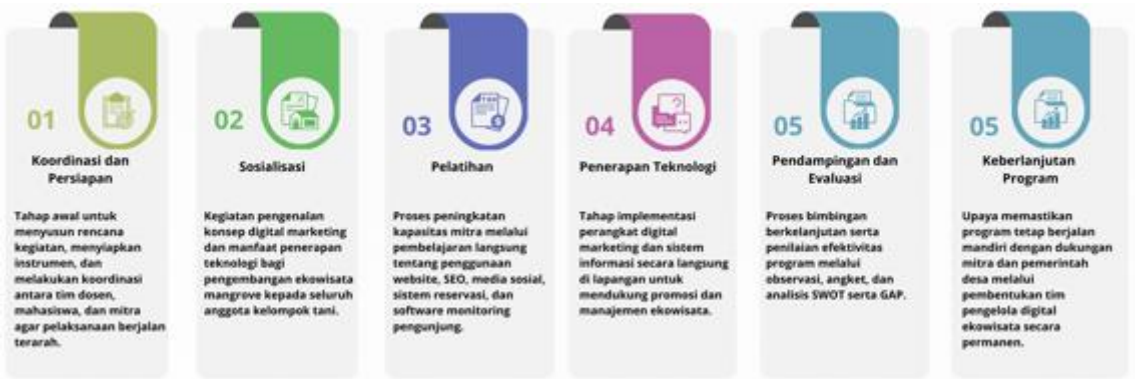 01
Koordinasi dan
Persiapan
Tahap awal untuk
menyusun rencana
kegiatan, menyiapkan
instrumen, dan
melakukan koordinasi
antara tim dosen,
mahasiswa, dan mitra
agar pelaksanaan berjalan
terarah.
02
Sosialisasi
Kegiatan pengenalan
konsep digital marketing
dan manfaat penerapan
teknologi bagi
pengembangan ekowisata
mangrove kepada seluruh
anggota kelompok tani.
03
Pelatihan
Proses peningkatan
kapasitas mitra melalui
pembelajaran langsung
tentang penggunaan
website, SEO, media sosial,
sistem reservasi, dan
software monitoring
pengunjung.
04
Penerapan Teknologi
Tahap implementasi
perangkat digital
marketing dan sistem
informasi secara langsung
di lapangan untuk
mendukung promosi dan
manajemen ekowisata.
05
Pendampingan dan
Evaluasi
Proses bimbingan
berkelanjutan serta
penilaian efektivitas
program melalui
observasi, angket, dan
analisis SWOT serta GAP.
05
Keberlanjutan
Program
Upaya memastikan
program tetap berjalan
mandiri dengan dukungan
mitra dan pemerintah
desa melalui
pembentukan tim
pengelola digital
ekowisata secara
permanen.